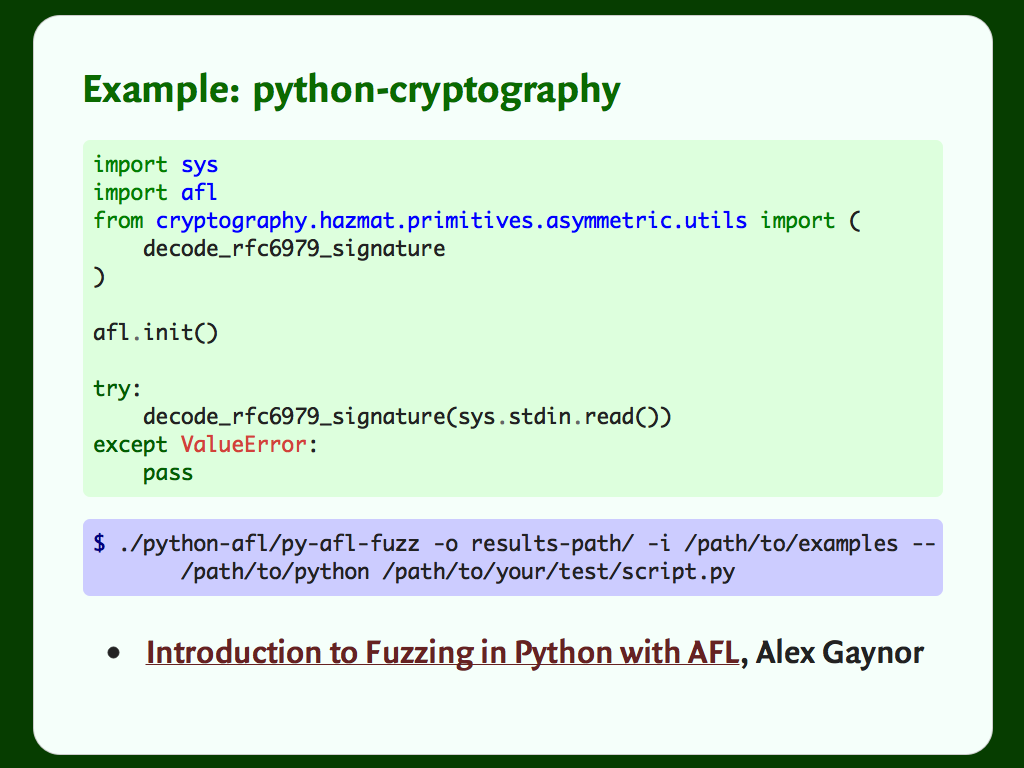 Example: python-cryptography
import sys
import afl
from cryptography.hazmat.primitives.asymmetric.utils import (
    decode_rfc6979_signature
)
afl.init()
try:
    decode_rfc6979_signature(sys.stdin.read())
except ValueError:
    pass
$ ./python-afl/py-afl-fuzz -o results-path/ -i /path/to/examples --
       /path/to/python /path/to/your/test/script.py
• Introduction to Fuzzing in Python with AFL, Alex Gaynor